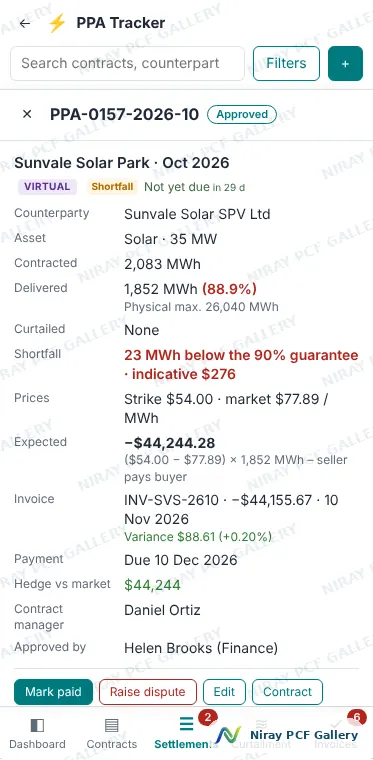 ← ⚡ PPA Tracker
Search contracts, counterpart
Filters
+
× PPA-0157-2026-10 Approved
Sunvale Solar Park · Oct 2026
VIRTUAL Shortfall Not yet due in 29 d
Counterparty Sunvale Solar SPV Ltd
Asset Solar · 35 MW
Contracted 2,083 MWh
Delivered 1,852 MWh (88.9%)
Physical max. 26,040 MWh
Curtailed None
Shortfall 23 MWh below the 90% guarantee
· indicative $276
Prices Strike $54.00 · market $77.89 /
MWh
Expected −$44,244.28
($54.00 − $77.89) × 1,852 MWh – seller
pays buyer
Invoice INV-SVS-2610 · −$44,155.67 · 10
Nov 2026
Variance $88.61 (+0.20%)
Payment Due 10 Dec 2026
Hedge vs market $44,244
Contract
manager
Daniel Ortiz
Approved by Helen Brooks (Finance)
Mark paid Raise dispute Edit Contract
2 6
Dashboard Contracts Settlemen Curtailment Invoices
Niray PCF Gallery
NIRAY PCF GALLERY